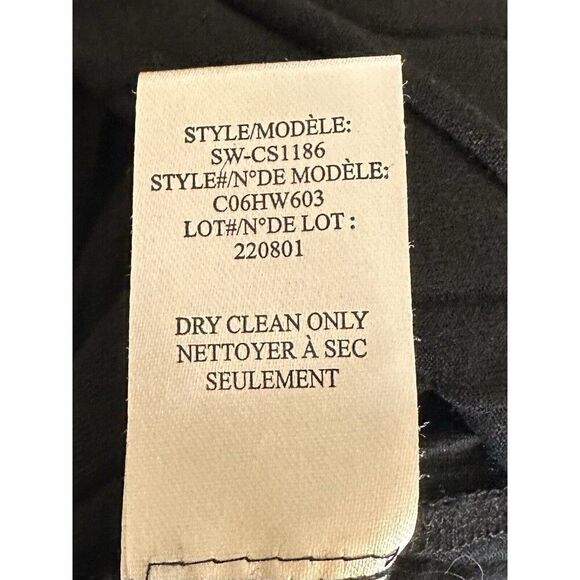 STYLE/MODÈLE:
SW-CS1186
STYLE#/N°DE MODÈLE:
C06HW603
LOT#/N°DE LOT :
220801
DRY CLEAN ONLY
NETTOYER À SEC
SEULEMENT